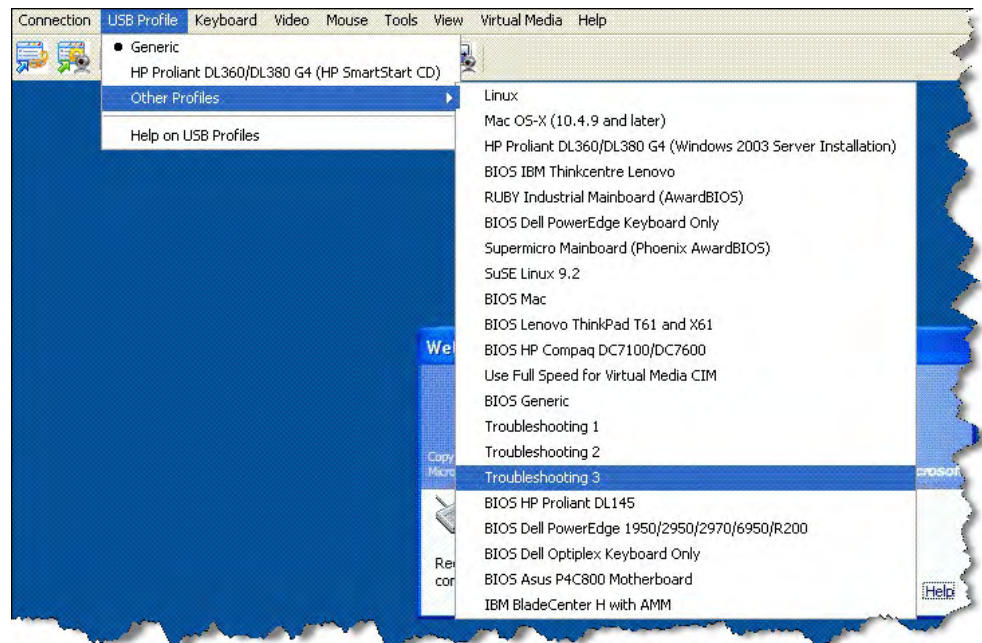 Connection USB Profile Keyboard Video Mouse Tools View Virtual Media Help
Generic
HP Proliant DL360/DL380 G4 (HP SmartStart CD)
Other Profiles
Help on USB Profiles
Linux
Mac OS-X (10.4.9 and later)
HP Proliant DL360/DL380 G4 (Windows 2003 Server Installation)
BIOS IBM Thinkcentre Lenovo
RUBY Industrial Mainboard (AwardBIOS)
BIOS Dell PowerEdge Keyboard Only
Supermicro Mainboard (Phoenix AwardBIOS)
SuSE Linux 9.2
BIOS Mac
BIOS Lenovo ThinkPad T61 and X61
BIOS HP Compaq DC7100/DC7600
Use Full Speed for Virtual Media CIM
BIOS Generic
Troubleshooting 1
Troubleshooting 2
Troubleshooting 3
BIOS HP Proliant DL145
BIOS Dell PowerEdge 1950/2950/2970/6950/R200
BIOS Dell Optiplex Keyboard Only
BIOS Asus P4C800 Motherboard
IBM BladeCenter H with AMM
Wel
Copy
Micro
crosof
Re
cor
Help